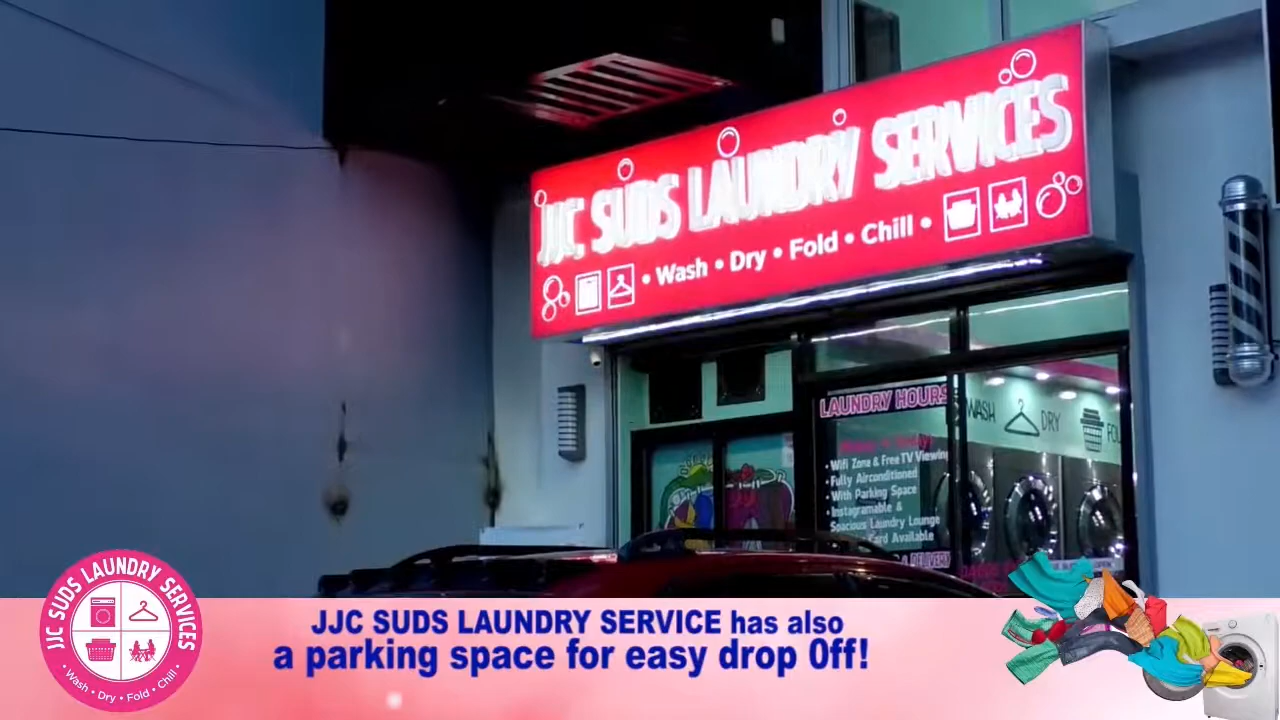 JJC SUDS LAUNDRY SERVICES
• Wash • Dry • Fold • Chill •
LAUNDRY HOURS
• Wifi Zone & Free TV Viewing
• Fully Airconditioned
• With Parking Space
• Instagramable &
Spacious Laundry Lounge
Card Available
DELIVERY
WASH
DRY
JJC SUDS LAUNDRY SERVICES
• Wash • Dry • Fold • Chill •
JJC SUDS LAUNDRY SERVICE has also
a parking space for easy drop 0ff!